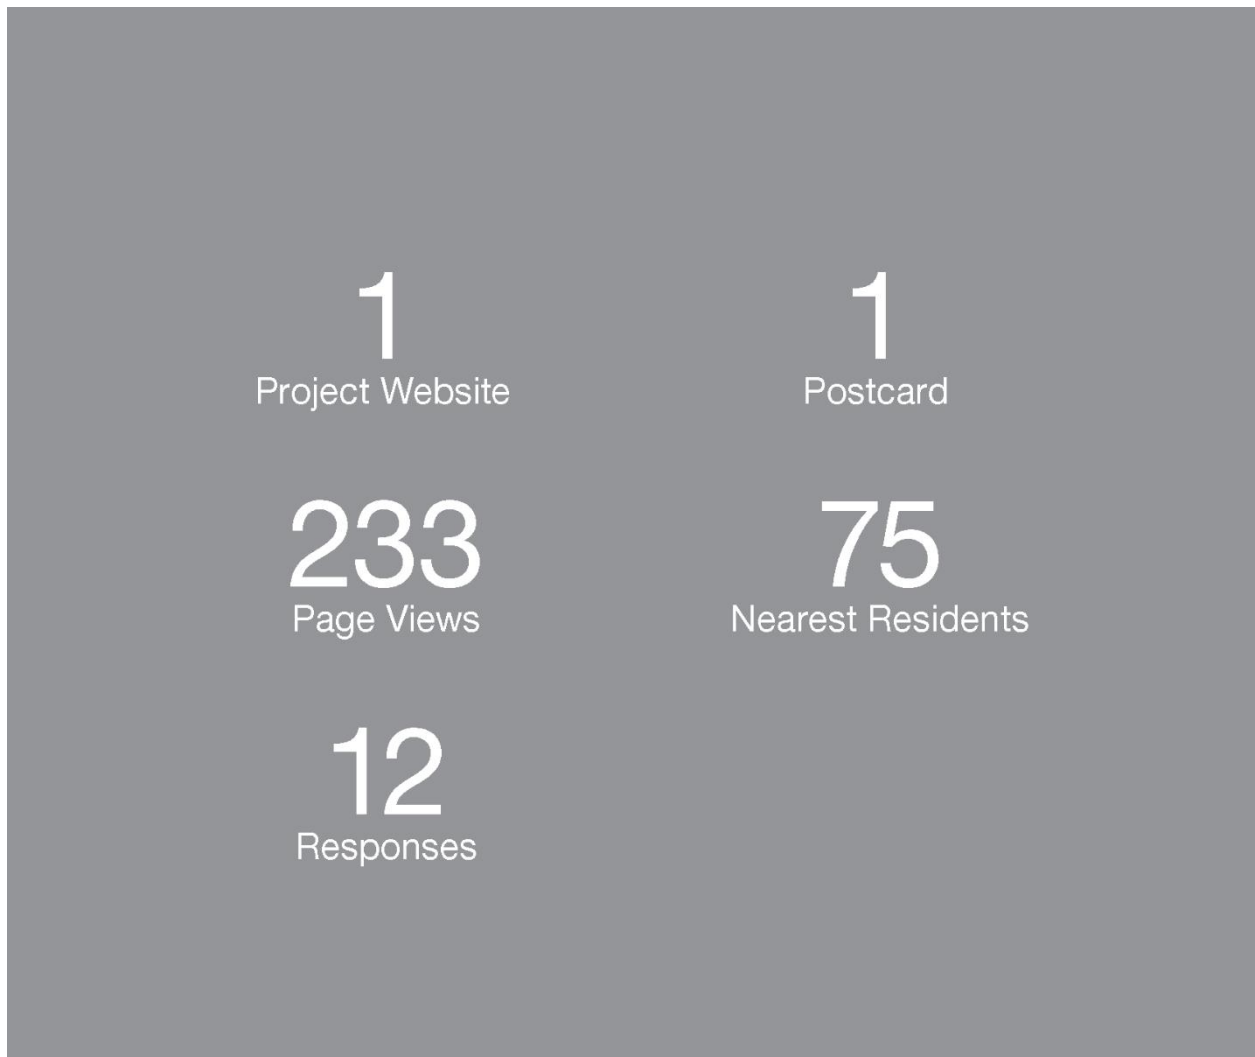 1
Project Website
233
Page Views
12
Responses
1
Postcard
75
Nearest Residents